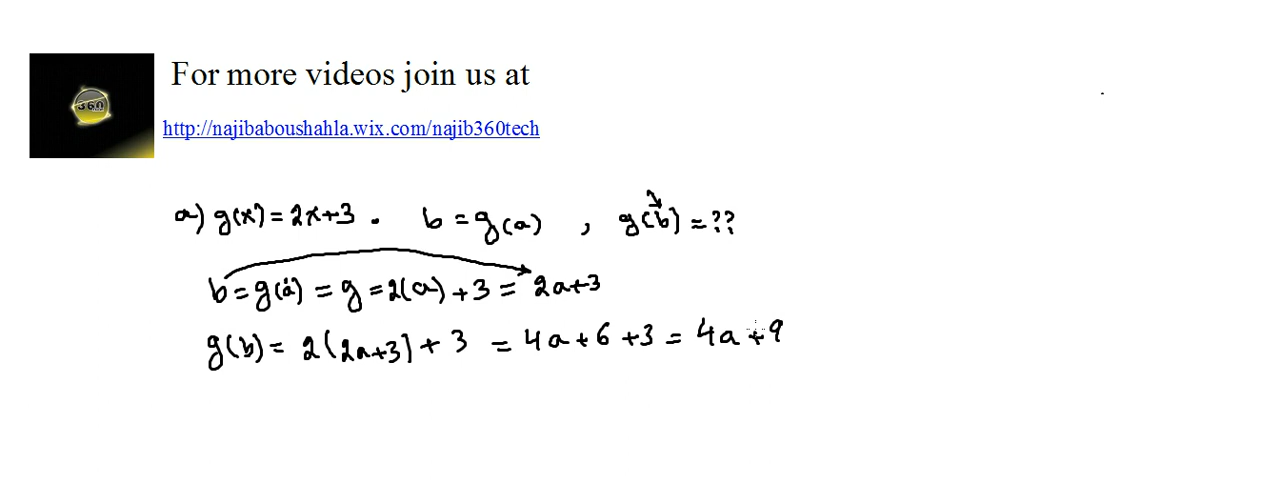 For more videos join us at
360
http://najibaboushahla.wix.com/najib360tech
a) g(x) = 2x+3 . b = g(a) , g(b) = ??
b = g(a) = g = 2(a) + 3 = 2a+3
g(b) = 2(2a+3) + 3 = 4a + 6 + 3 = 4a + 9